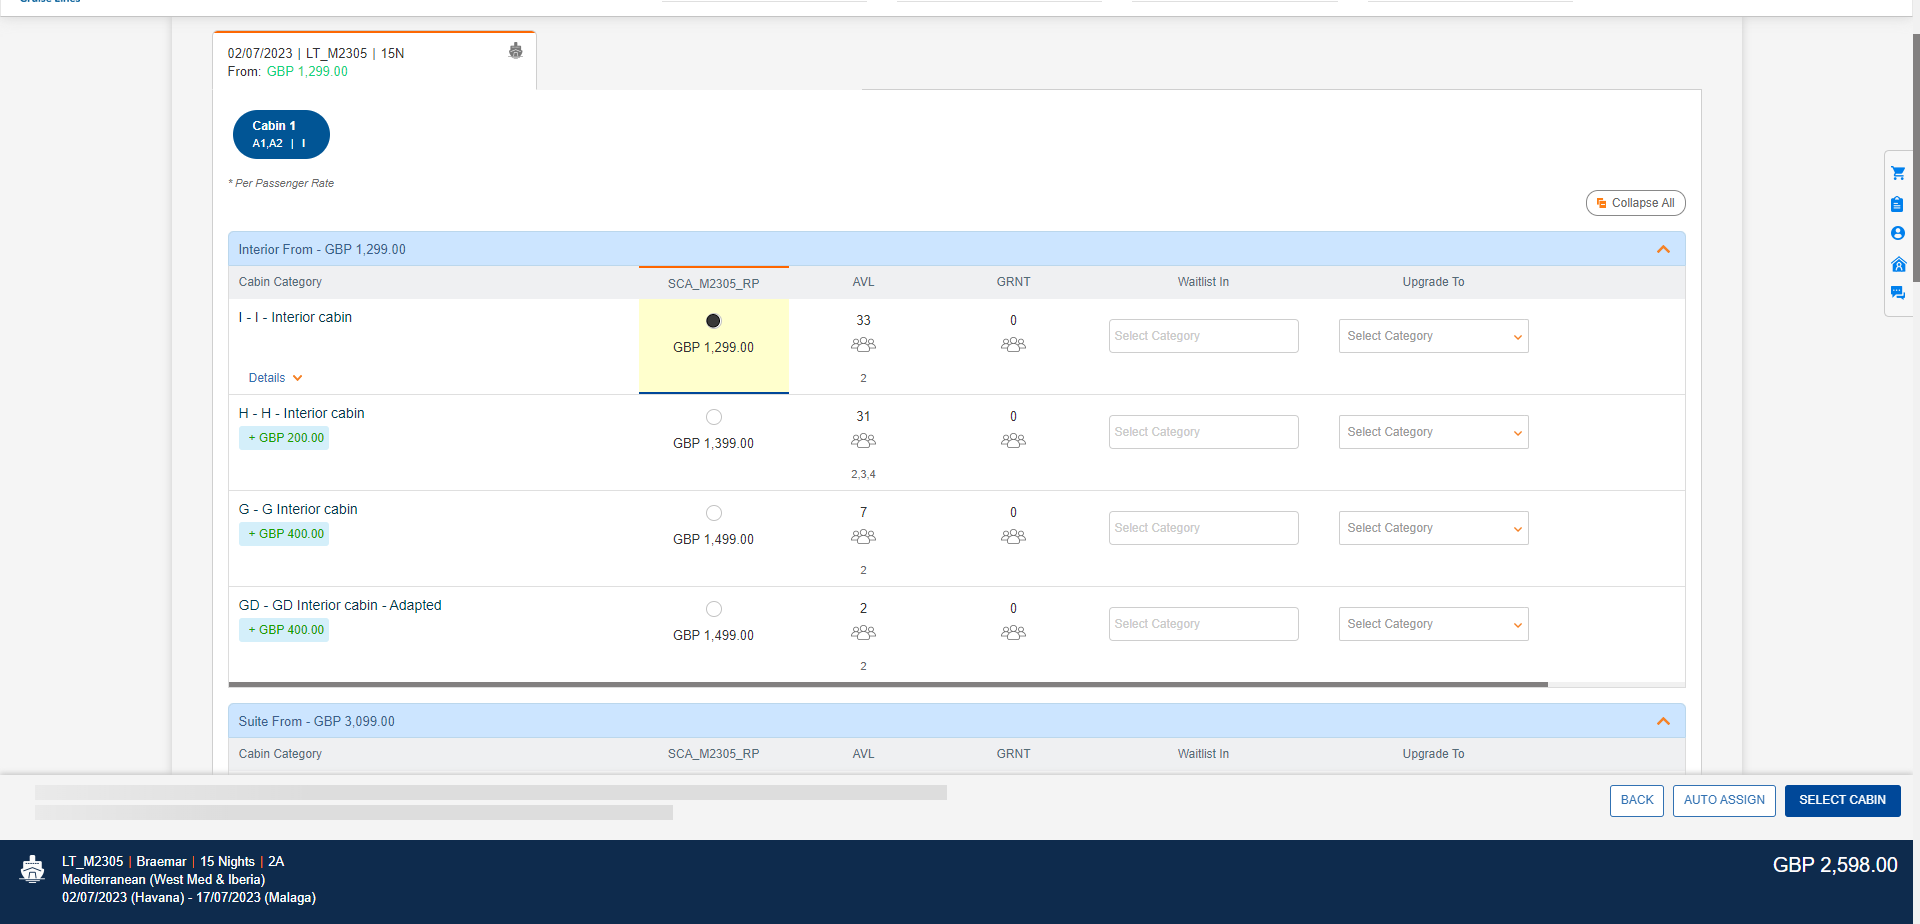 02/07/2023 | LT_M2305 | 15N
From: GBP 1,299.00
Cabin 1
A1,A2 | I
* Per Passenger Rate
Collapse All
Interior From - GBP 1,299.00
Cabin Category SCA_M2305_RP AVL GRNT Waitlist In Upgrade To
I - I - Interior cabin 33 0
GBP 1,299.00 Select Category Select Category
Details 2
H - H - Interior cabin 31 0
+ GBP 200.00 GBP 1,399.00 Select Category Select Category
2,3,4
G - G Interior cabin 7 0
+ GBP 400.00 GBP 1,499.00 Select Category Select Category
2
GD - GD Interior cabin - Adapted 2 0
+ GBP 400.00 GBP 1,499.00 Select Category Select Category
2
Suite From - GBP 3,099.00
Cabin Category SCA_M2305_RP AVL GRNT Waitlist In Upgrade To
BACK AUTO ASSIGN SELECT CABIN
LT_M2305 | Braemar | 15 Nights | 2A
Mediterranean (West Med & Iberia)
02/07/2023 (Havana) - 17/07/2023 (Malaga)
GBP 2,598.00